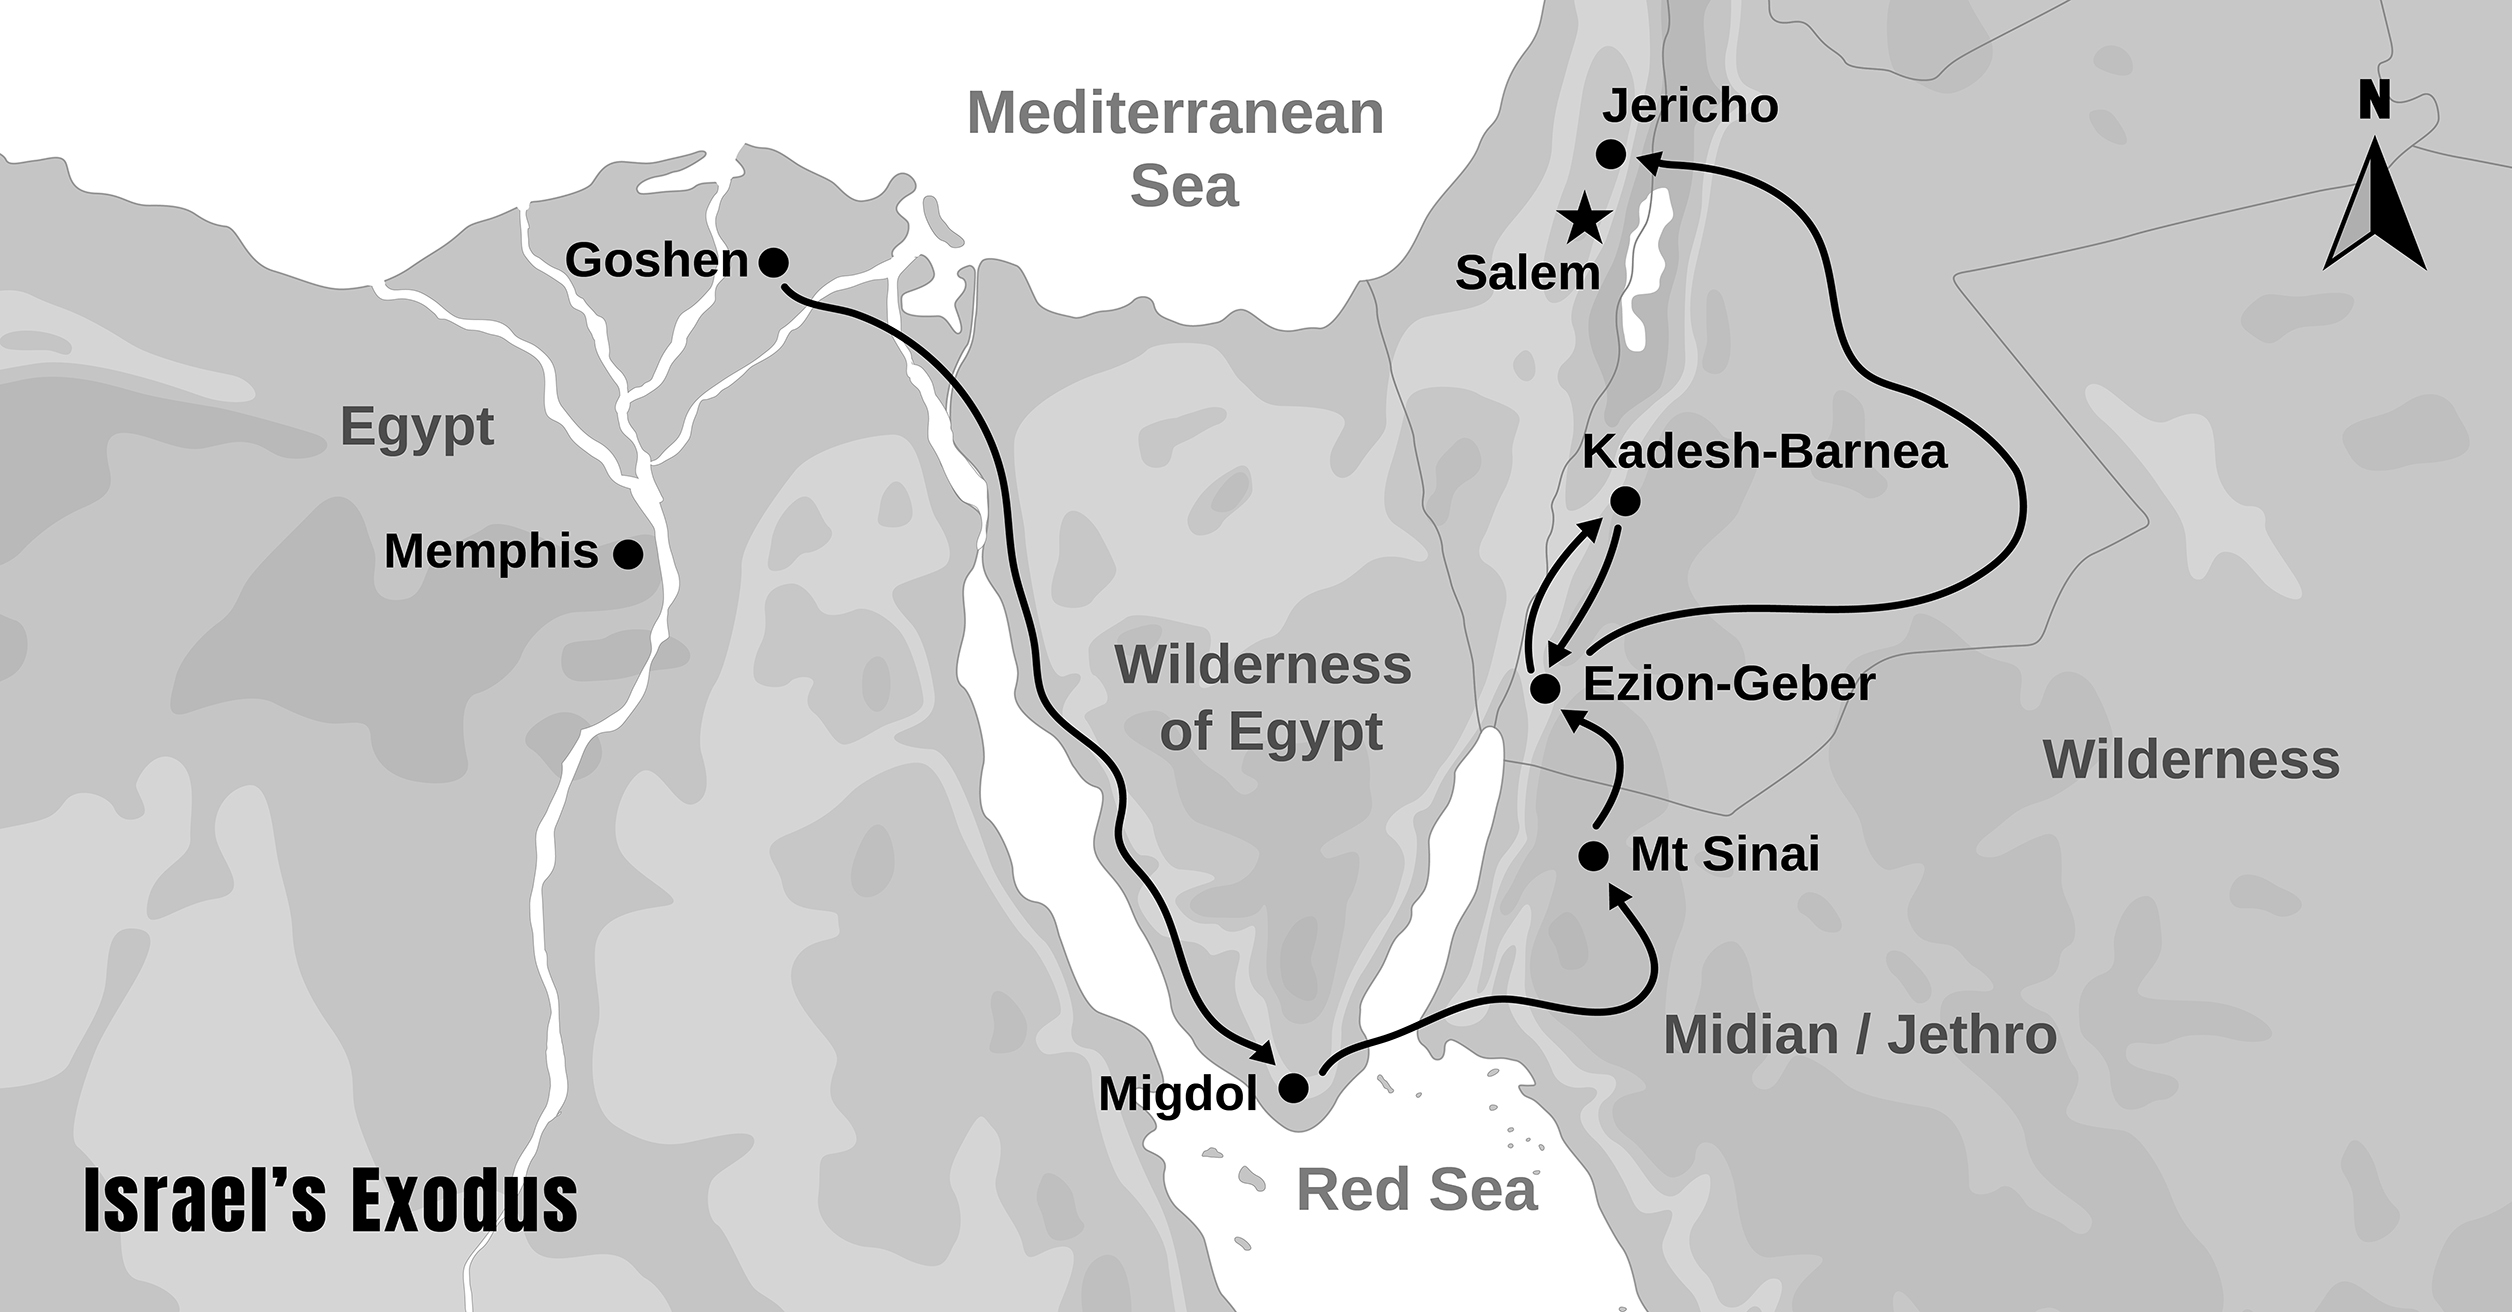 Mediterranean
Sea
Jericho
N
Goshen
Salem
Egypt
Kadesh-Barnea
Memphis
Wilderness
of Egypt
Ezion-Geber
Wilderness
Mt Sinai
Midian / Jethro
Migdol
Red Sea
Israel’s Exodus